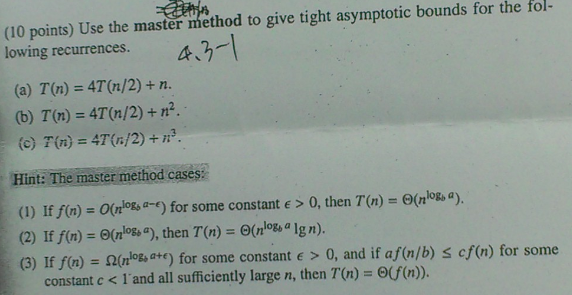 (10 points) Use the master method to give tight asymptotic bounds for the fol-
lowing recurrences.
4.3-1
(a) T(n) = 4T(n/2) + n.
(b) T(n) = 4T(n/2) + n².
(c) T(n) = 4T(n/2) + n³.
Hint: The master method cases:
(1) If f(n) = O(n^{log_b a-ϵ}) for some constant ϵ > 0, then T(n) = Θ(n^{log_b a}).
(2) If f(n) = Θ(n^{log_b a}), then T(n) = Θ(n^{log_b a} lg n).
(3) If f(n) = Ω(n^{log_b a+ϵ}) for some constant ϵ > 0, and if af(n/b) ≤ cf(n) for some
constant c < 1 and all sufficiently large n, then T(n) = Θ(f(n)).